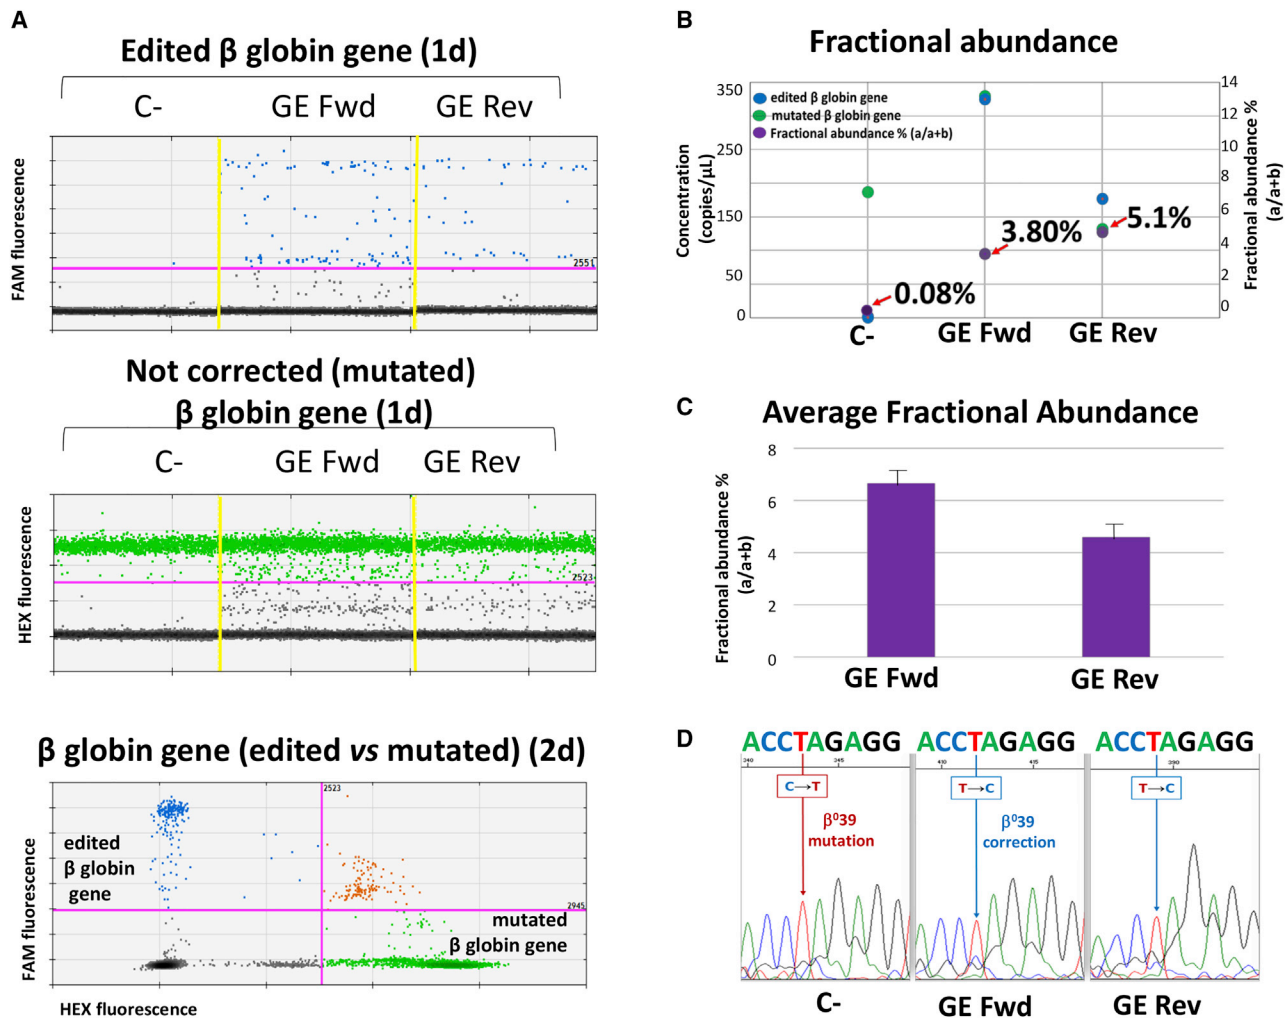 A
Edited β globin gene (1d)
C-
GE Fwd
GE Rev
FAM fluorescence
2551
Not corrected (mutated)
β globin gene (1d)
C-
GE Fwd
GE Rev
HEX fluorescence
2523
β globin gene (edited vs mutated) (2d)
FAM fluorescence
2523
edited
β globin
gene
2945
mutated
β globin gene
HEX fluorescence
B
Fractional abundance
Concentration
(copies/μL)
350
250
150
50
0
edited β globin gene
mutated β globin gene
Fractional abundance % (a/a+b)
0.08%
3.80%
5.1%
14
12
10
8
6
4
2
0
Fractional abundance %
(a/a+b)
C-
GE Fwd
GE Rev
C
Average Fractional Abundance
Fractional abundance %
(a/a+b)
8
6
4
2
0
GE Fwd
GE Rev
D
ACCTAGAGG
340
345
C→T
β⁰39
mutation
C-
ACCTAGAGG
410
415
T→C
β⁰39
correction
GE Fwd
ACCTAGAGG
390
T→C
GE Rev